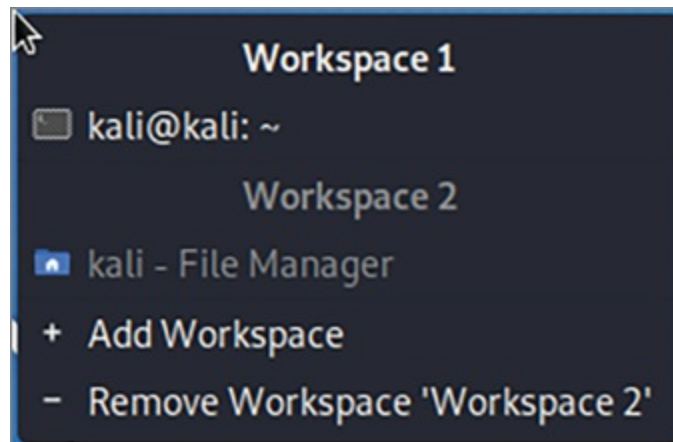 Workspace 1
kali@kali: ~
Workspace 2
kali - File Manager
+ Add Workspace
- Remove Workspace 'Workspace 2'